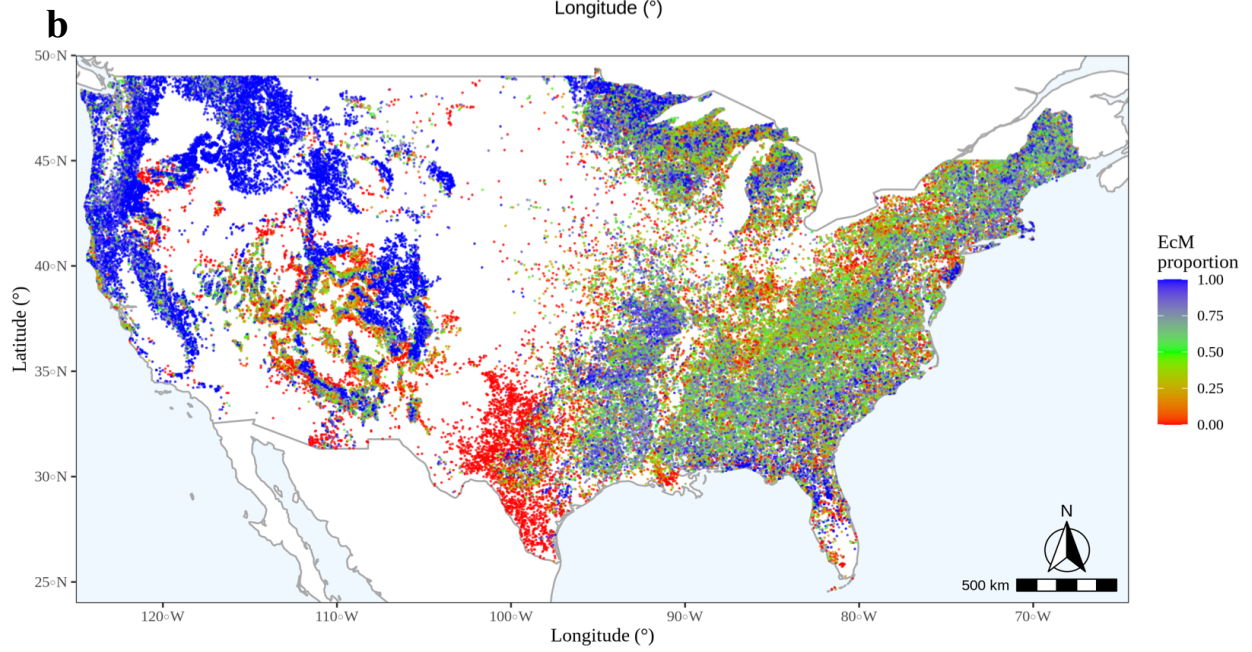 Longitude (°)
b
50°N
45°N
40°N
35°N
30°N
25°N
Latitude (°)
120°W
110°W
100°W
90°W
80°W
70°W
Longitude (°)
EcM
proportion
1.00
0.75
0.50
0.25
0.00
N
500 km